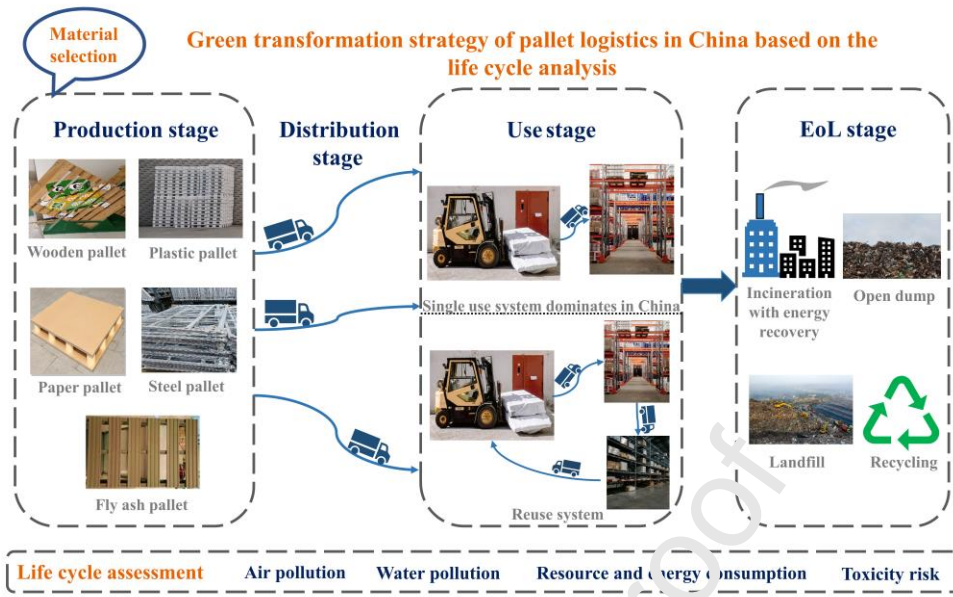 Material
selection
Green transformation strategy of pallet logistics in China based on the
life cycle analysis
Production stage
Distribution
stage
Use stage
EoL stage
Wooden pallet
Plastic pallet
Paper pallet
Steel pallet
Fly ash pallet
Single use system dominates in China
Reuse system
Incineration
with energy
recovery
Open dump
Landfill
Recycling
Life cycle assessment
Air pollution
Water pollution
Resource and energy consumption
Toxicity risk
roof